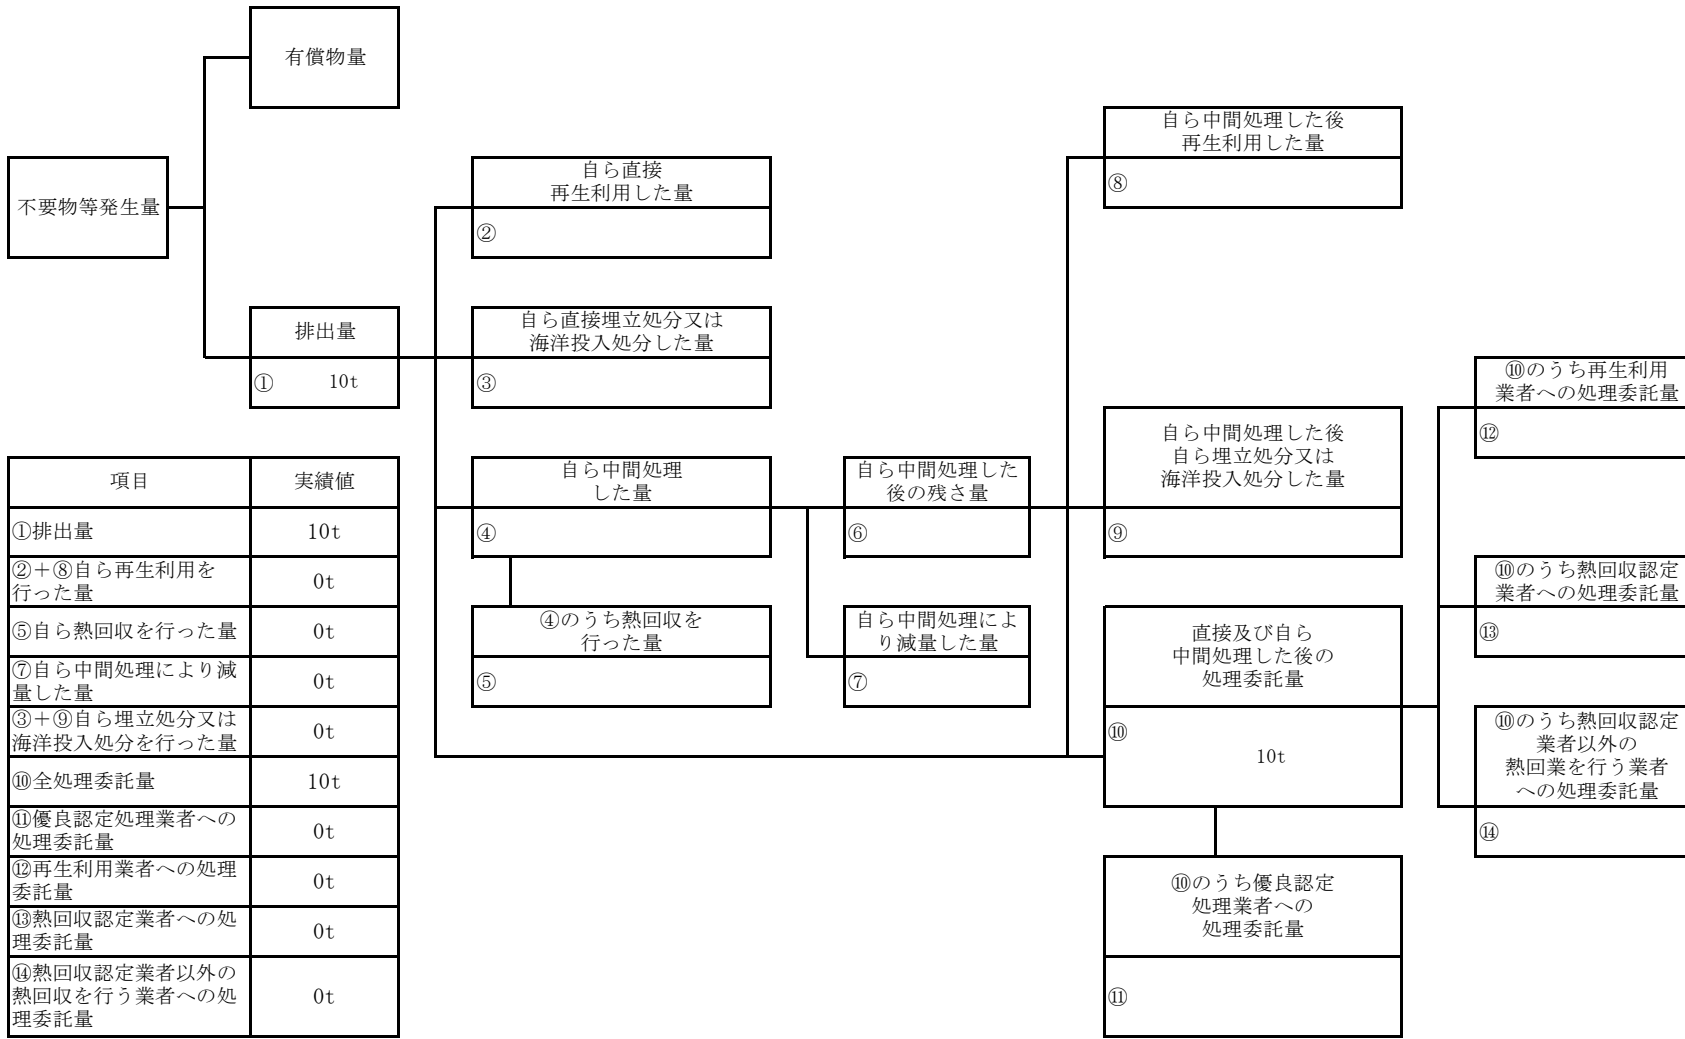 有償物量
不要物等発生量
排出量
①
10t
自ら直接
再生利用した量
②
自ら直接埋立処分又は
海洋投入処分した量
③
自ら中間処理
した量
④
④のうち熱回収を
行った量
⑤
自ら中間処理した
後の残さ量
⑥
自ら中間処理によ
り減量した量
⑦
自ら中間処理した後
再生利用した量
⑧
自ら中間処理した後
自ら埋立処分又は
海洋投入処分した量
⑨
直接及び自ら
中間処理した後の
処理委託量
⑩
10t
⑩のうち優良認定
処理業者への
処理委託量
⑪
⑩のうち再生利用
業者への処理委託量
⑫
⑩のうち熱回収認定
業者への処理委託量
⑬
⑩のうち熱回収認定
業者以外の
熱回業を行う業者
への処理委託量
⑭
項目 実績値
①排出量 10t
②＋⑧自ら再生利用を
行った量
0t
⑤自ら熱回収を行った量 0t
⑦自ら中間処理により減
量した量
0t
③＋⑨自ら埋立処分又は
海洋投入処分を行った量
0t
⑩全処理委託量 10t
⑪優良認定処理業者への
処理委託量
0t
⑫再生利用業者への処理
委託量
0t
⑬熱回収認定業者への処
理委託量
0t
⑭熱回収認定業者以外の
熱回収を行う業者への処
理委託量
0t